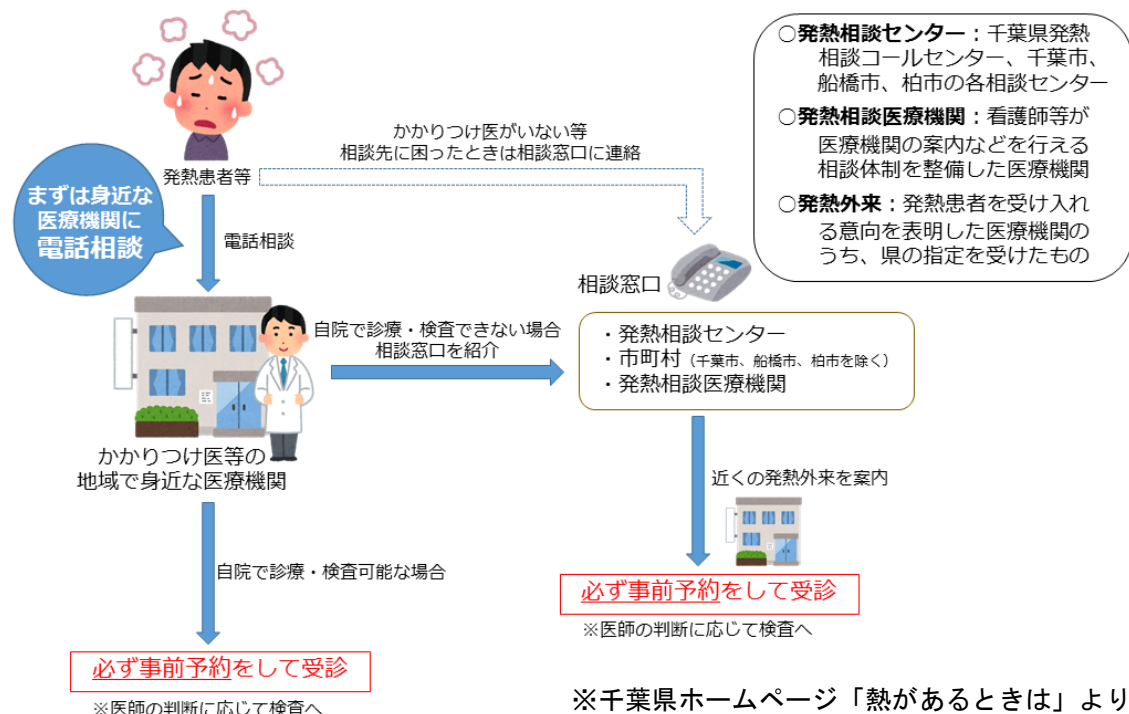 発熱患者等
まずは身近な
医療機関に
電話相談
電話相談
かかりつけ医がいない等
相談先に困ったときは相談窓口に連絡
○発熱相談センター：千葉県発熱
相談コールセンター、千葉市、
船橋市、柏市の各相談センター
○発熱相談医療機関：看護師等が
医療機関の案内などを行える
相談体制を整備した医療機関
○発熱外来：発熱患者を受け入れ
る意向を表明した医療機関の
うち、県の指定を受けたもの
相談窓口
自院で診療・検査できない場合
相談窓口を紹介
・発熱相談センター
・市町村（千葉市、船橋市、柏市を除く）
・発熱相談医療機関
かかりつけ医等の
地域で身近な医療機関
近くの発熱外来を案内
自院で診療・検査可能な場合
必ず事前予約をして受診
※医師の判断に応じて検査へ
必ず事前予約をして受診
※医師の判断に応じて検査へ
※千葉県ホームページ「熱があるときは」より